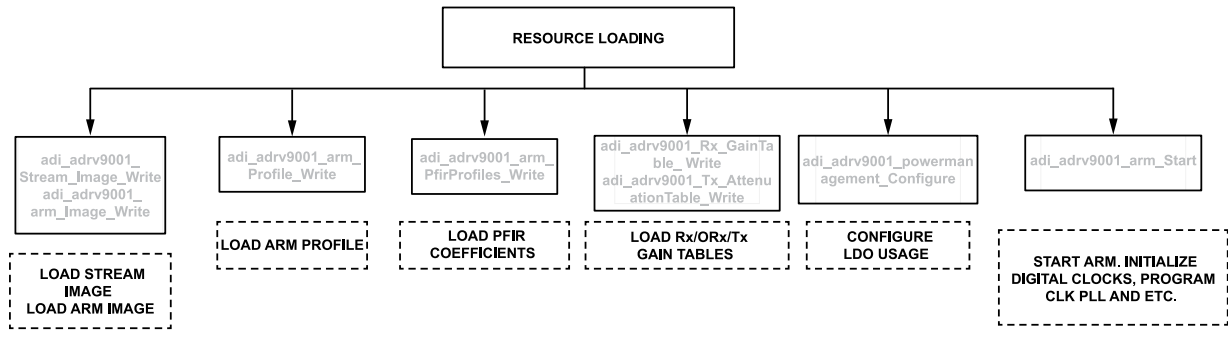 RESOURCE LOADING
adi_adrv9001_
Stream_Image_Write
adi_adrv9001_
arm_Image_Write
adi_adrv9001_arm_
Profile_Write
adi_adrv9001_arm_
PfirProfiles_Write
adi_adrv9001_Rx_GainTa
ble_Write
adi_adrv9001_Tx_Attenu
ationTable_Write
adi_adrv9001_powerman
agement_Configure
adi_adrv9001_arm_Start
LOAD STREAM
IMAGE
LOAD ARM IMAGE
LOAD ARM PROFILE
LOAD PFIR
COEFFICIENTS
LOAD Rx/ORx/Tx
GAIN TABLES
CONFIGURE
LDO USAGE
START ARM. INITIALIZE
DIGITAL CLOCKS, PROGRAM
CLK PLL AND ETC.